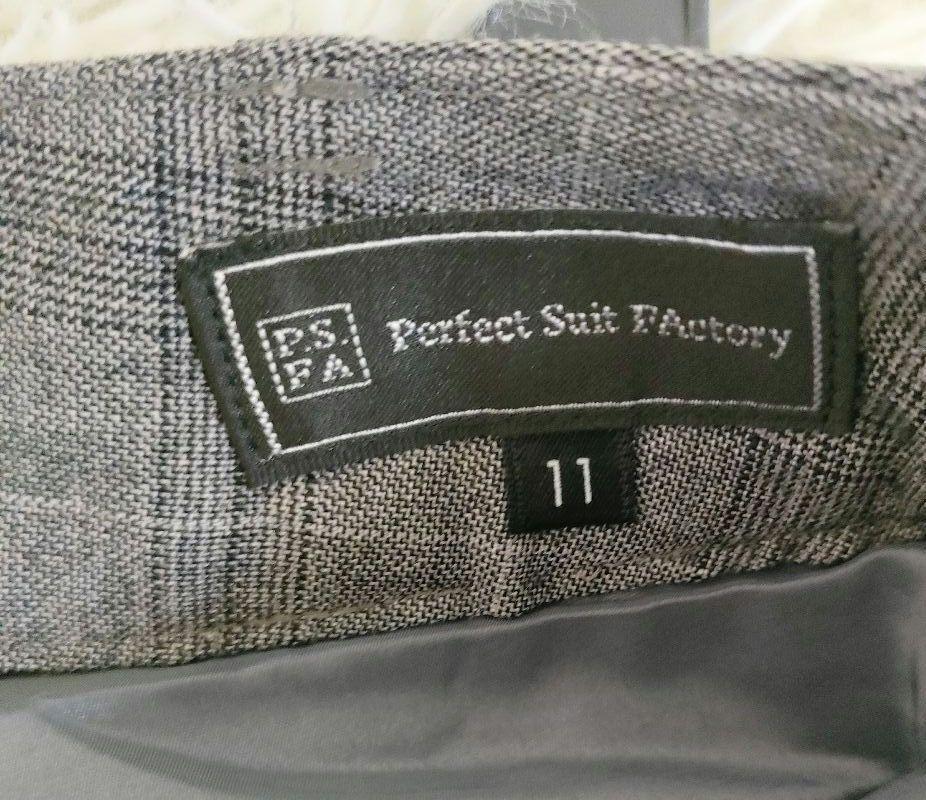 P.S.
FA
Perfect Suit FActory
11